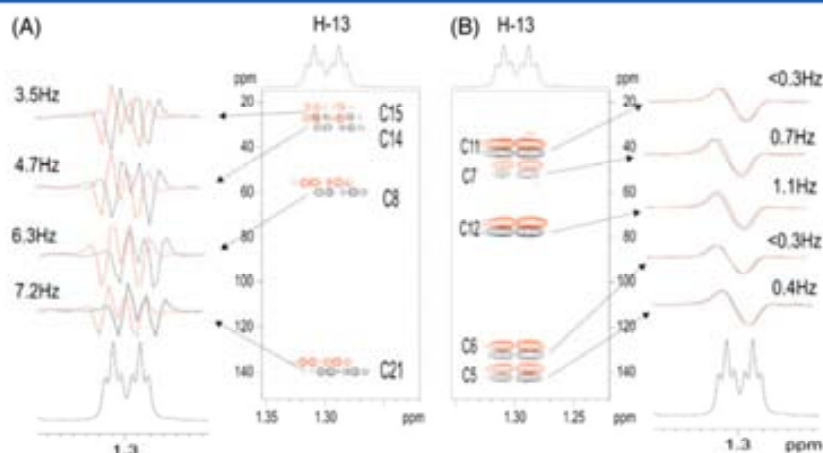 (A)
H-13
3.5Hz
4.7Hz
6.3Hz
7.2Hz
1.3
ppm
20
40
60
80
100
120
140
C15
C14
C8
C21
1.35
1.30
ppm
(B)
H-13
ppm
20
40
60
80
100
120
140
C11
C7
C12
C6
C5
1.30
1.25
ppm
<0.3Hz
0.7Hz
1.1Hz
<0.3Hz
0.4Hz
1.3
ppm